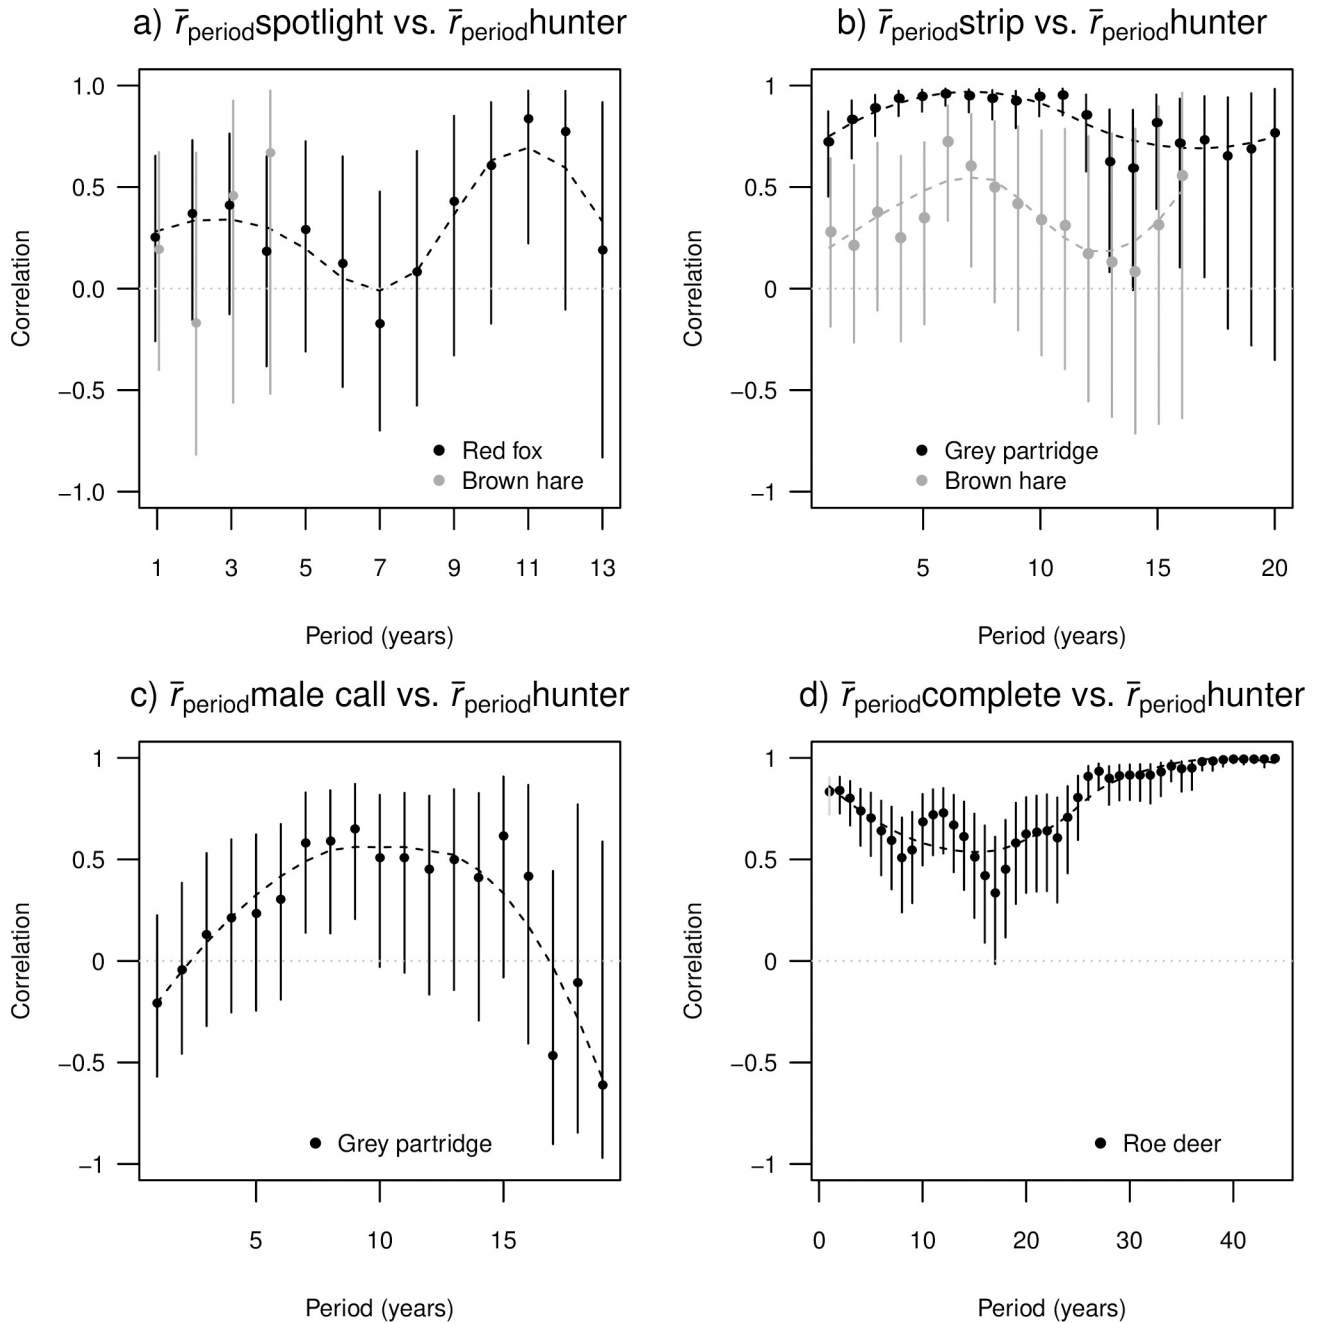 a) r̄periodspotlight vs. r̄periodhunter
Correlation
1.0
0.5
0.0
−0.5
−1.0
Red fox
Brown hare
1 3 5 7 9 11 13
Period (years)
b) r̄periodstrip vs. r̄periodhunter
Correlation
1
0.5
0
−0.5
−1
Grey partridge
Brown hare
5 10 15 20
Period (years)
c) r̄periodmale call vs. r̄periodhunter
Correlation
1
0.5
0
−0.5
−1
Grey partridge
5 10 15
Period (years)
d) r̄periodcomplete vs. r̄periodhunter
Correlation
1
0.5
0
−0.5
−1
Roe deer
0 10 20 30 40
Period (years)